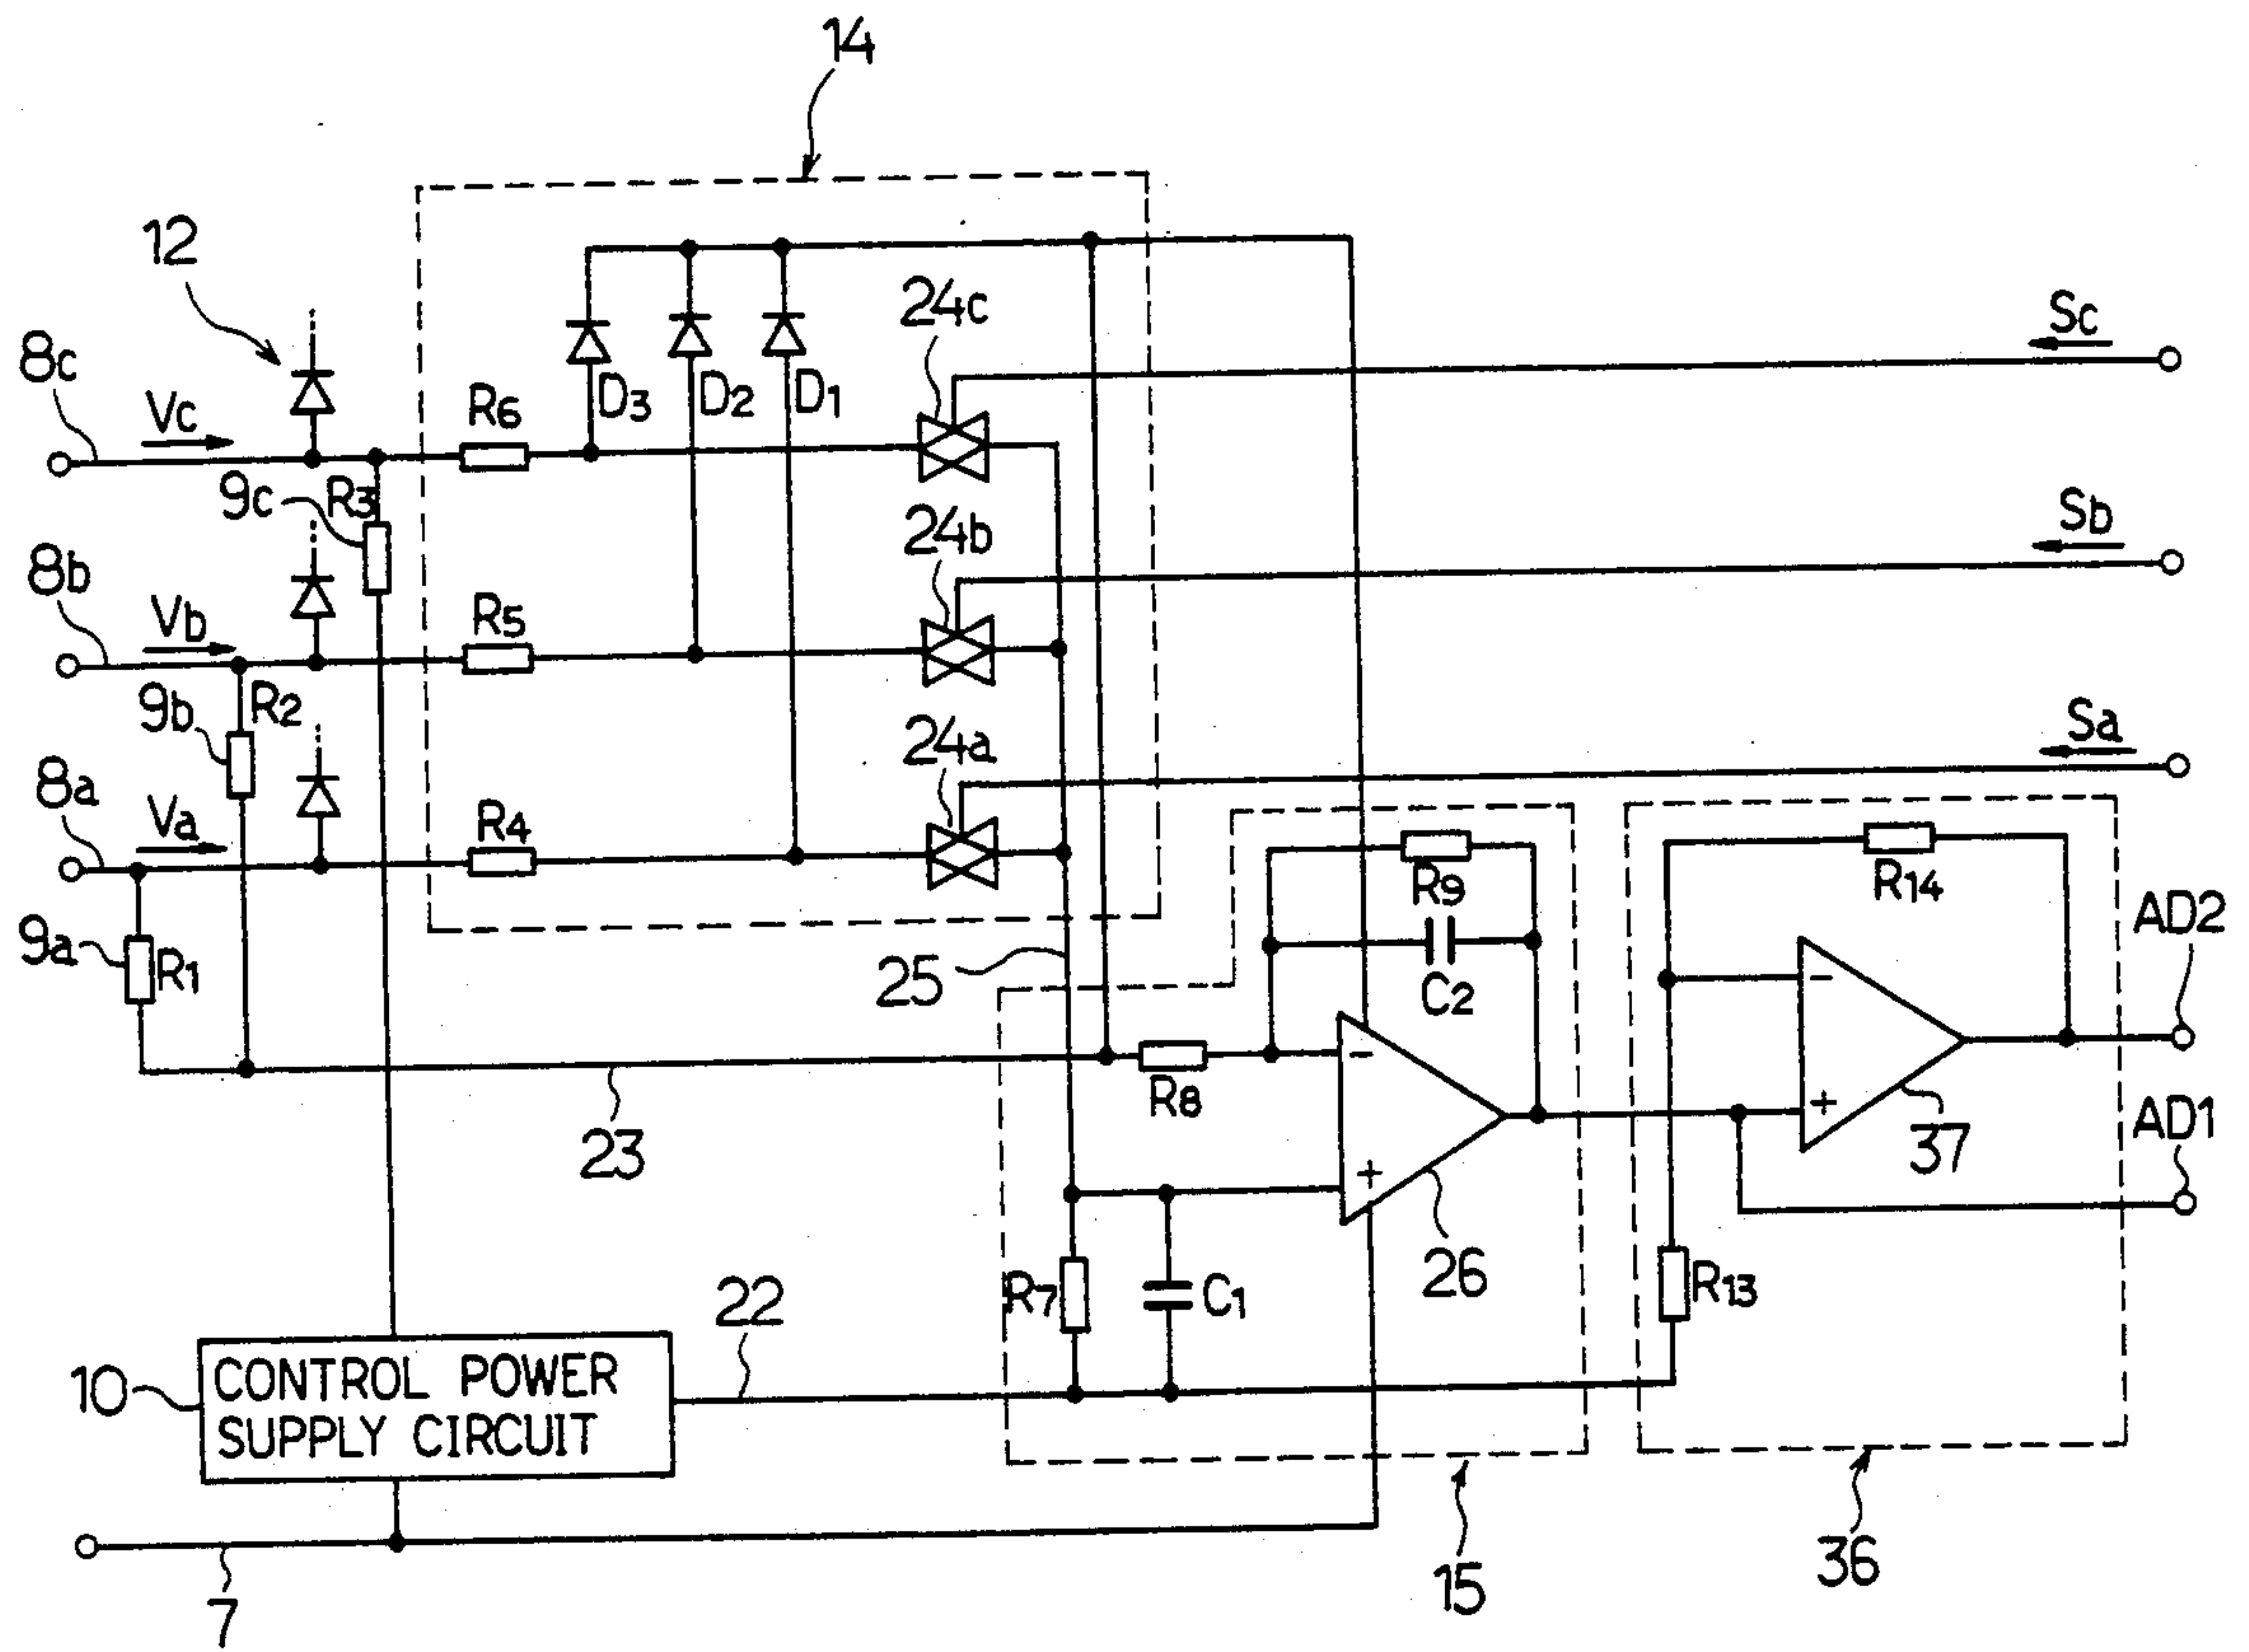 14
12
24c
Sc
8c
Vc
R6
D3
D2
D1
9c
R3
24b
Sb
8b
Vb
R5
9b
R2
24a
Sa
8a
Va
R4
R9
R14
AD2
9a
R1
25
C2
-
-
R8
23
+
37
AD1
+
26
22
R7
C1
R13
10
CONTROL POWER
SUPPLY CIRCUIT
15
36
7